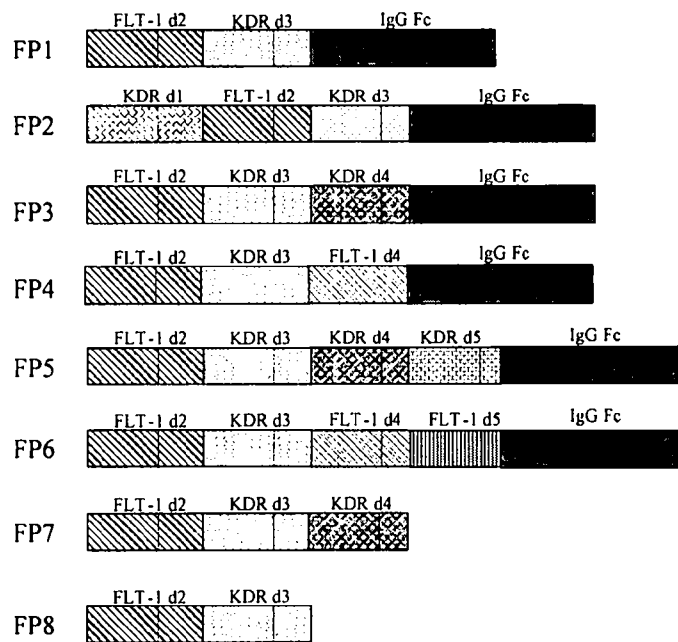 FLT-1 d2 KDR d3 IgG Fc
FP1
KDR d1 FLT-1 d2 KDR d3 IgG Fc
FP2
FLT-1 d2 KDR d3 KDR d4 IgG Fc
FP3
FLT-1 d2 KDR d3 FLT-1 d4 IgG Fc
FP4
FLT-1 d2 KDR d3 KDR d4 KDR d5 IgG Fc
FP5
FLT-1 d2 KDR d3 FLT-1 d4 FLT-1 d5 IgG Fc
FP6
FLT-1 d2 KDR d3 KDR d4
FP7
FLT-1 d2 KDR d3
FP8